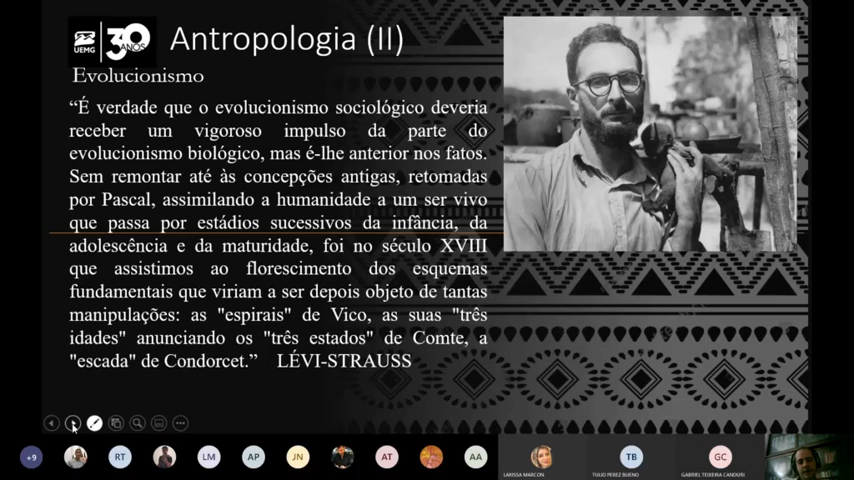 UEMG
30
ANOS
Antropologia (II)
Evolucionismo
“É verdade que o evolucionismo sociológico deveria
receber um vigoroso impulso da parte do
evolucionismo biológico, mas é-lhe anterior nos fatos.
Sem remontar até às concepções antigas, retomadas
por Pascal, assimilando a humanidade a um ser vivo
que passa por estádios sucessivos da infância, da
adolescência e da maturidade, foi no século XVIII
que assistimos ao florescimento dos esquemas
fundamentais que viriam a ser depois objeto de tantas
manipulações: as "espirais" de Vico, as suas "três
idades" anunciando os "três estados" de Comte, a
"escada" de Condorcet.” LÉVI-STRAUSS
+9 RT LM AP JN AT AA TB GC
LARISSA MARCON TULIO PEREZ BUENO GABRIEL TEIXEIRA CANDURI